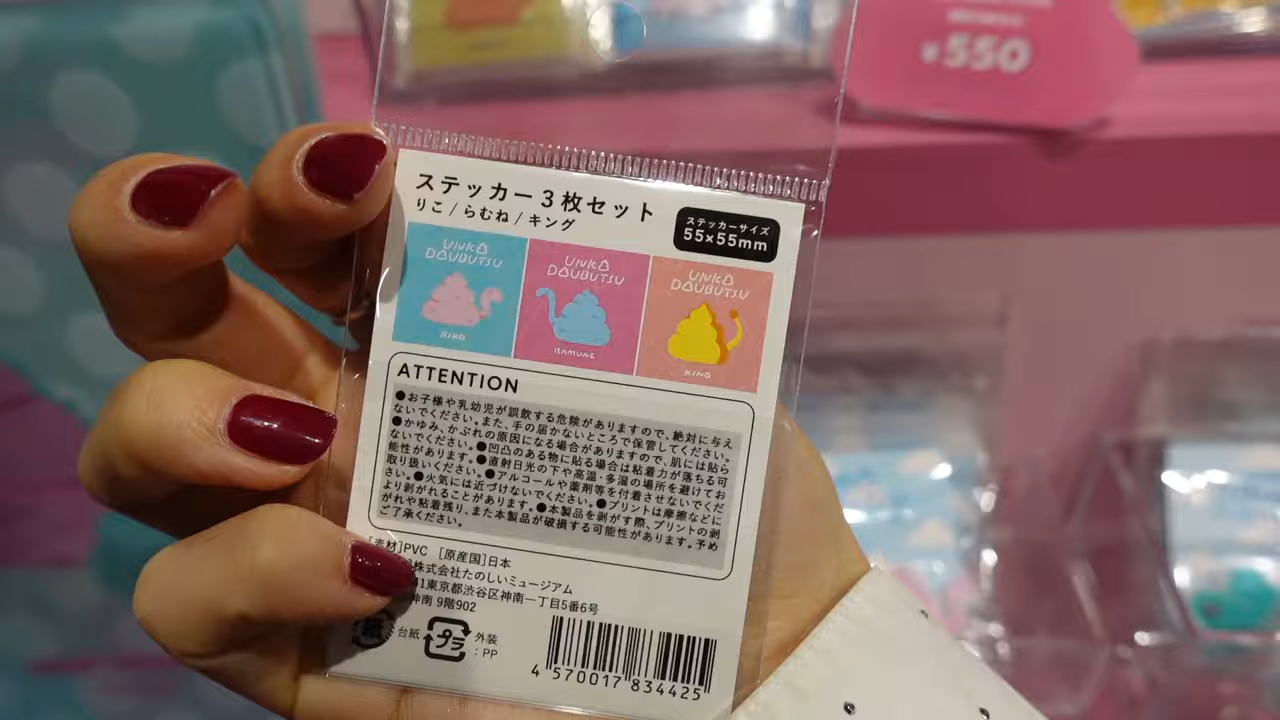 ¥550
ステッカー3枚セット
りこ/らむね/キング
ステッカーサイズ
55×55mm
UNKO
DOUBUTSU
RIKO
UNKO
DOUBUTSU
RAMUNE
UNKO
DOUBUTSU
KING
ATTENTION
●お子様や乳幼児が誤飲する危険がありますので、絶対に与え
ないでください。また、手の届かないところで保管してください。
●かゆみ、かぶれの原因になる場合がありますので、肌には貼ら
ないでください。●凹凸のある物に貼る場合は粘着力が落ちる可
能性があります。●直射日光の下や高温・多湿の場所を避けてお
取り扱いください。●アルコールや薬剤等を付着させないでくだ
さい。●火気には近づけないでください。●プリントは摩擦などに
より剥がれることがあります。●本製品を剥がす際、プリントの剥
がれや粘着残り、また本製品が破損する可能性があります。予め
ご了承ください。
[素材]PVC [原産国]日本
株式会社たのしいミュージアム
41東京都渋谷区神南一丁目5番6号
神南 9階902
紙
台紙
プラ
外装
:PP
4 570017 834425